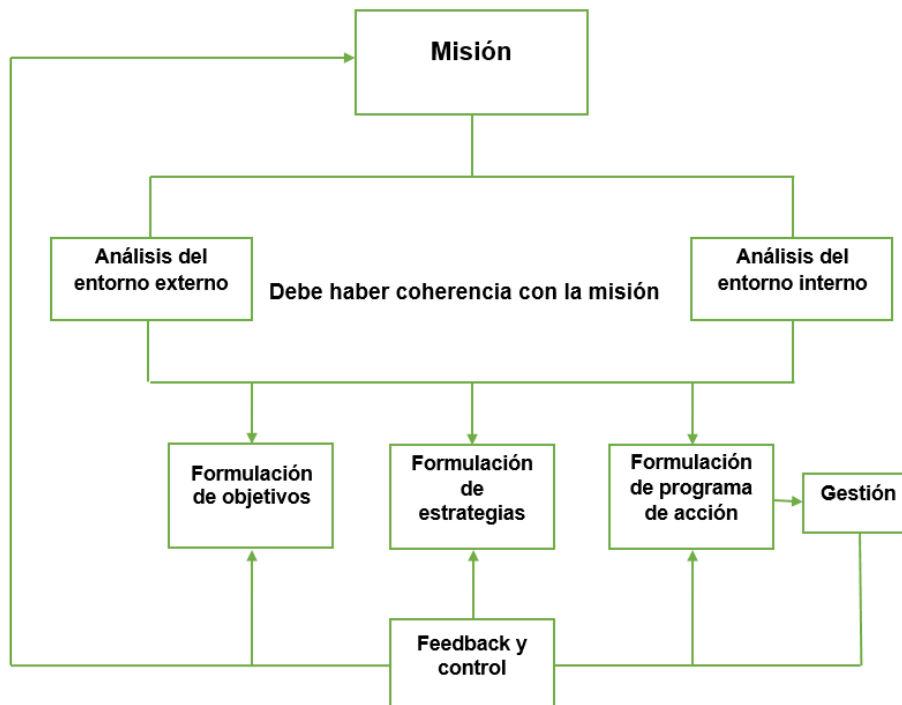 Misión
Análisis del
entorno externo
Debe haber coherencia con la misión
Análisis del
entorno interno
Formulación
de objetivos
Formulación
de
estrategias
Formulación
de programa
de acción
Gestión
Feedback y
control